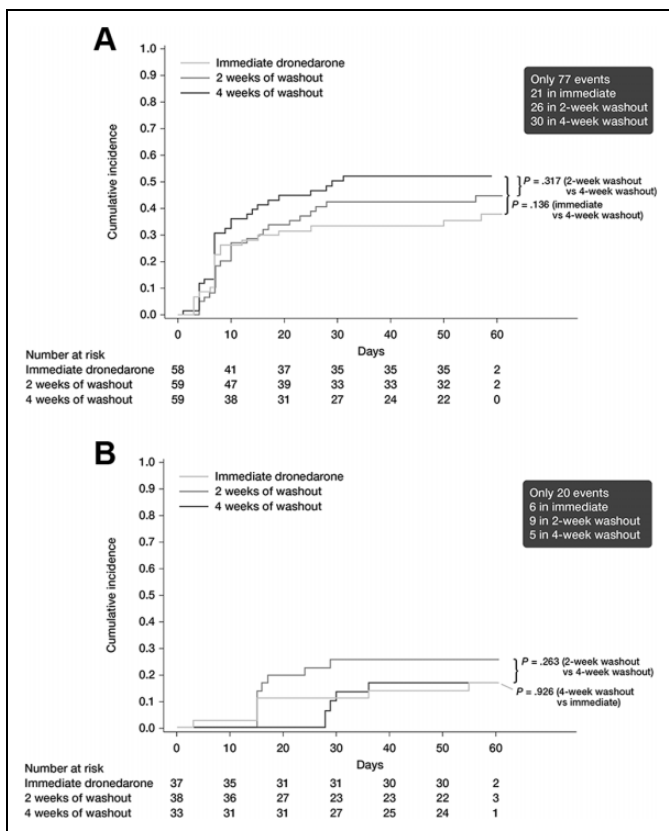 A
Immediate dronedarone
2 weeks of washout
4 weeks of washout
Only 77 events
21 in immediate
26 in 2-week washout
30 in 4-week washout
Cumulative incidence
1.0
0.9
0.8
0.7
0.6
0.5
0.4
0.3
0.2
0.1
0.0
P = .317 (2-week washout
vs 4-week washout)
P = .136 (immediate
vs 4-week washout)
0 10 20 30 40 50 60
Days
Number at risk
Immediate dronedarone 58 41 37 35 35 35 2
2 weeks of washout 59 47 39 33 33 32 2
4 weeks of washout 59 38 31 27 24 22 0
B
Immediate dronedarone
2 weeks of washout
4 weeks of washout
Only 20 events
6 in immediate
9 in 2-week washout
5 in 4-week washout
Cumulative incidence
1.0
0.9
0.8
0.7
0.6
0.5
0.4
0.3
0.2
0.1
0.0
P = .263 (2-week washout
vs 4-week washout)
P = .926 (4-week washout
vs immediate)
0 10 20 30 40 50 60
Days
Number at risk
Immediate dronedarone 37 35 31 31 30 30 2
2 weeks of washout 38 36 27 23 23 22 3
4 weeks of washout 33 31 31 27 25 24 1